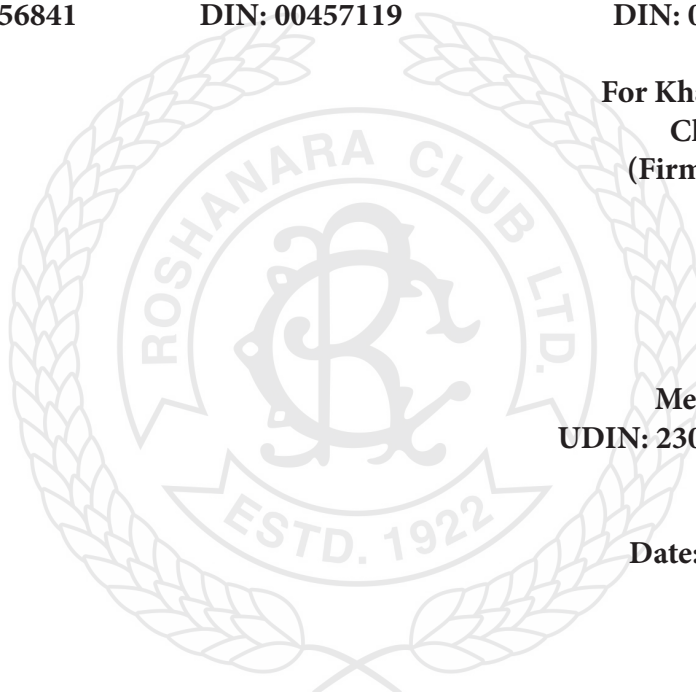 56841 DIN: 00457119 DIN: 0
For Kh
Cl
(Firm
ROSHANARA CLUB LTD.
Me
UDIN: 230
ESTD. 1922
Date: